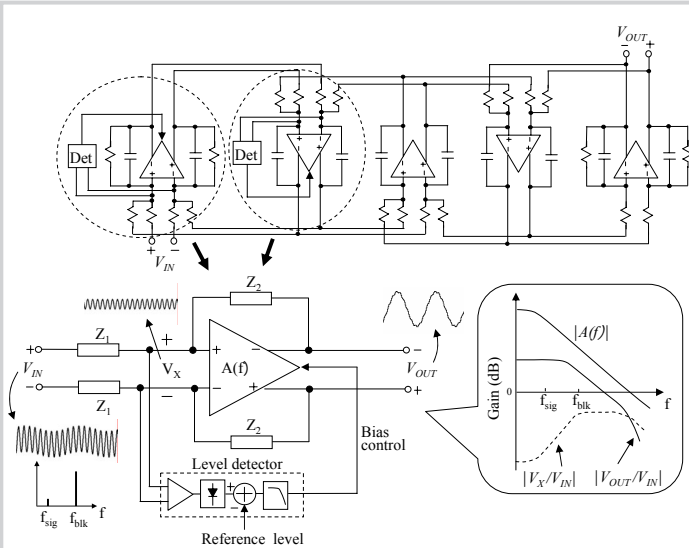 V_OUT
− +
Det
Det
+ −
V_IN
Z_2
Z_1
+
V_X
−
+
V_IN
−
Z_1
+ −
A(f)
− +
Z_2
−
V_OUT
+
Bias
control
Level detector
+
−
Reference level
f_sig f_blk f
Gain (dB)
0
|A(f)|
f_sig f_blk f
|V_X/V_IN| |V_OUT/V_IN|